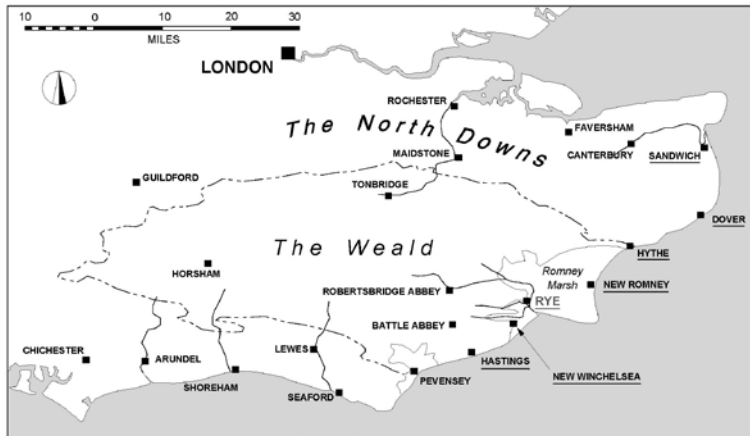 10 0 10 20 30
MILES
LONDON
ROCHESTER
The North Downs
FAVERSHAM
MAIDSTONE
CANTERBURY
SANDWICH
GUILDFORD
TONBRIDGE
DOVER
The Weald
HYTHE
HORSHAM
Romney
Marsh
NEW ROMNEY
ROBERTSBRIDGE ABBEY
RYE
BATTLE ABBEY
CHICHESTER
ARUNDEL
LEWES
HASTINGS
NEW WINCHELSEA
SHOREHAM
PEVENSEY
SEAFORD